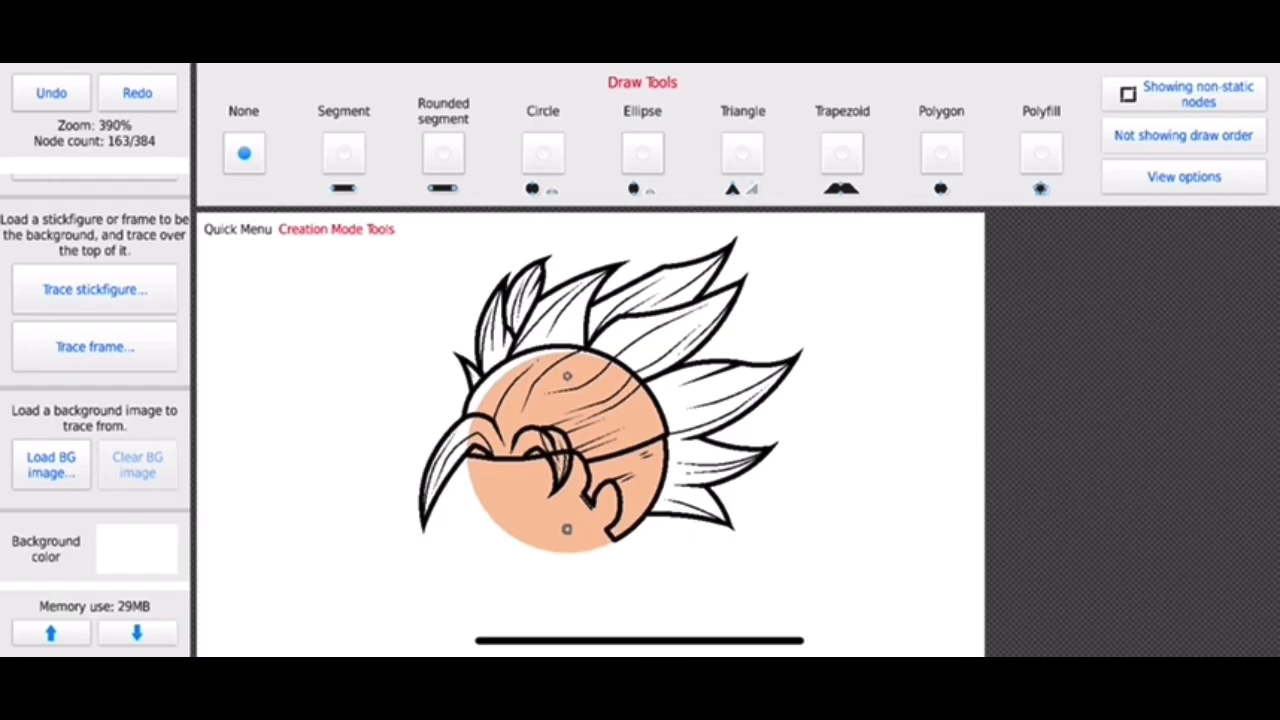 Undo
Redo
Zoom: 390%
Node count: 163/384
Load a stickfigure or frame to be
the background, and trace over
the top of it.
Trace stickfigure...
Trace frame...
Load a background image to
trace from.
Load BG
image...
Clear BG
image
Background
color
Memory use: 29MB
Draw Tools
None
Segment
Rounded
segment
Circle
Ellipse
Triangle
Trapezoid
Polygon
Polyfill
Showing non-static
nodes
Not showing draw order
View options
Quick Menu
Creation Mode Tools